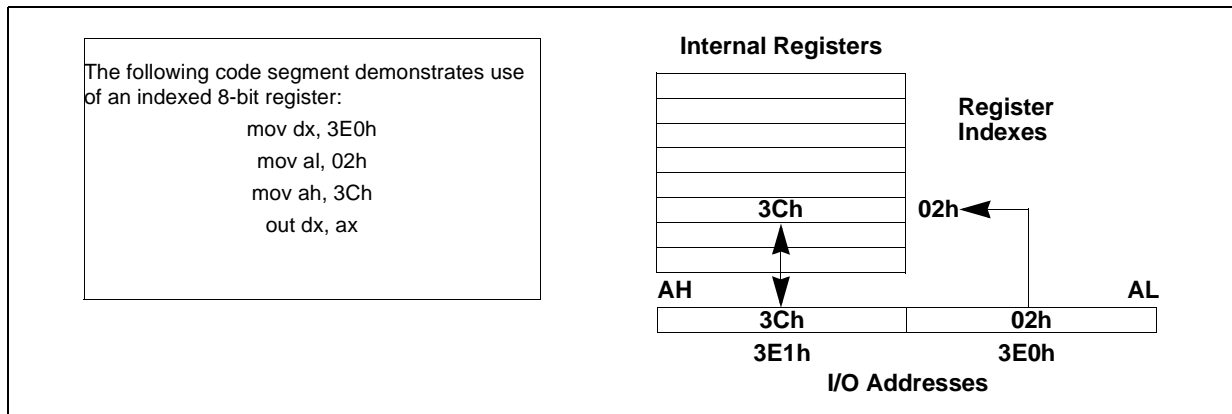 The following code segment demonstrates use
of an indexed 8-bit register:
mov dx, 3E0h
mov al, 02h
mov ah, 3Ch
out dx, ax
Internal Registers
Register
Indexes
3Ch
02h
AH
AL
3Ch
02h
3E1h
3E0h
I/O Addresses